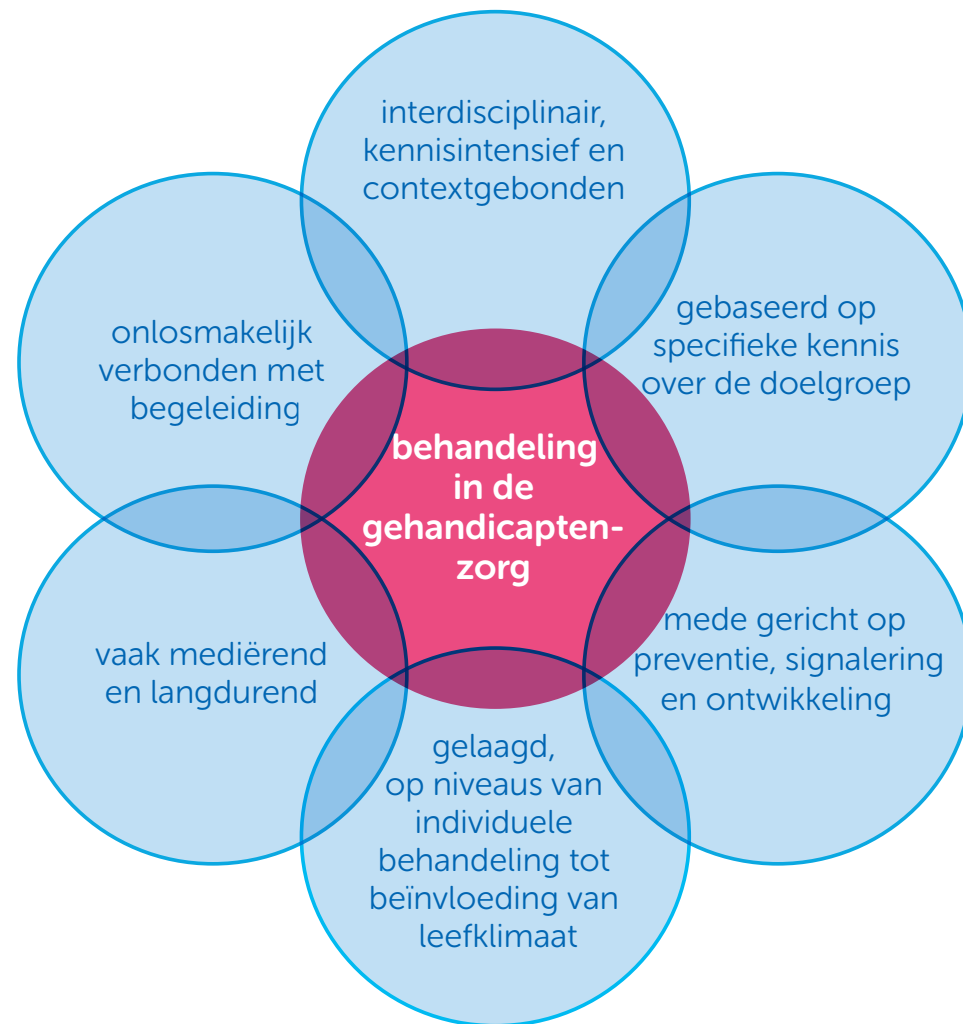 interdisciplinair,
kennisintensief en
contextgebonden
gebaseerd op
specifieke kennis
over de doelgroep
mede gericht op
preventie, signalering
en ontwikkeling
gelaagd,
op niveaus van
individuele
behandeling tot
beïnvloeding van
leefklimaat
vaak mediërend
en langdurend
onlosmakelijk
verbonden met
begeleiding
behandeling
in de
gehandicapten-
zorg